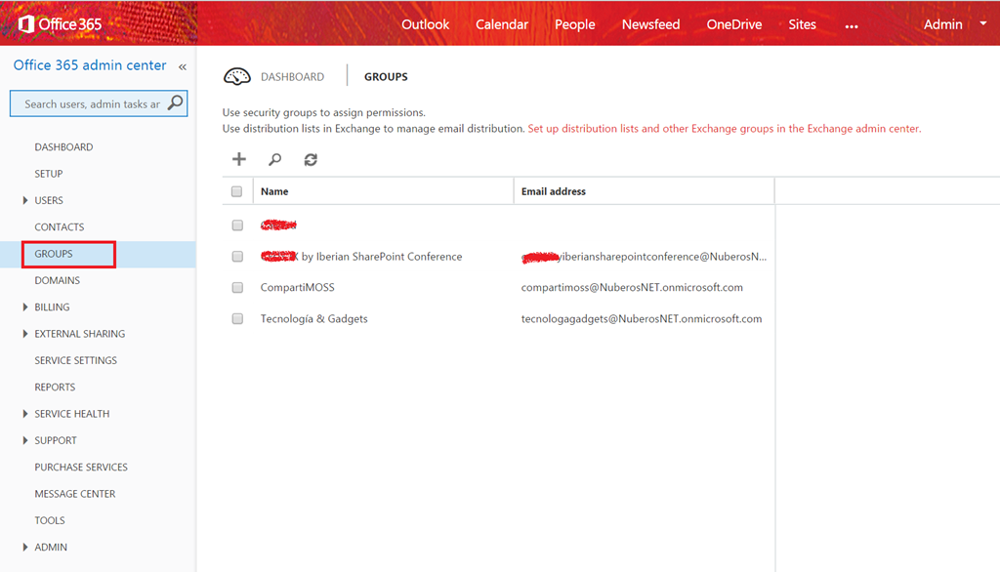 Office 365
Outlook Calendar People Newsfeed OneDrive Sites ... Admin
Office 365 admin center «
Search users, admin tasks ar
DASHBOARD
SETUP
USERS
CONTACTS
GROUPS
DOMAINS
BILLING
EXTERNAL SHARING
SERVICE SETTINGS
REPORTS
SERVICE HEALTH
SUPPORT
PURCHASE SERVICES
MESSAGE CENTER
TOOLS
ADMIN
DASHBOARD GROUPS
Use security groups to assign permissions.
Use distribution lists in Exchange to manage email distribution. Set up distribution lists and other Exchange groups in the Exchange admin center.
Name Email address
by Iberian SharePoint Conference yiberiansharepointconference@NuberosN...
CompartiMOSS compartimoss@NuberosNET.onmicrosoft.com
Tecnología & Gadgets tecnologagadgets@NuberosNET.onmicrosoft.com